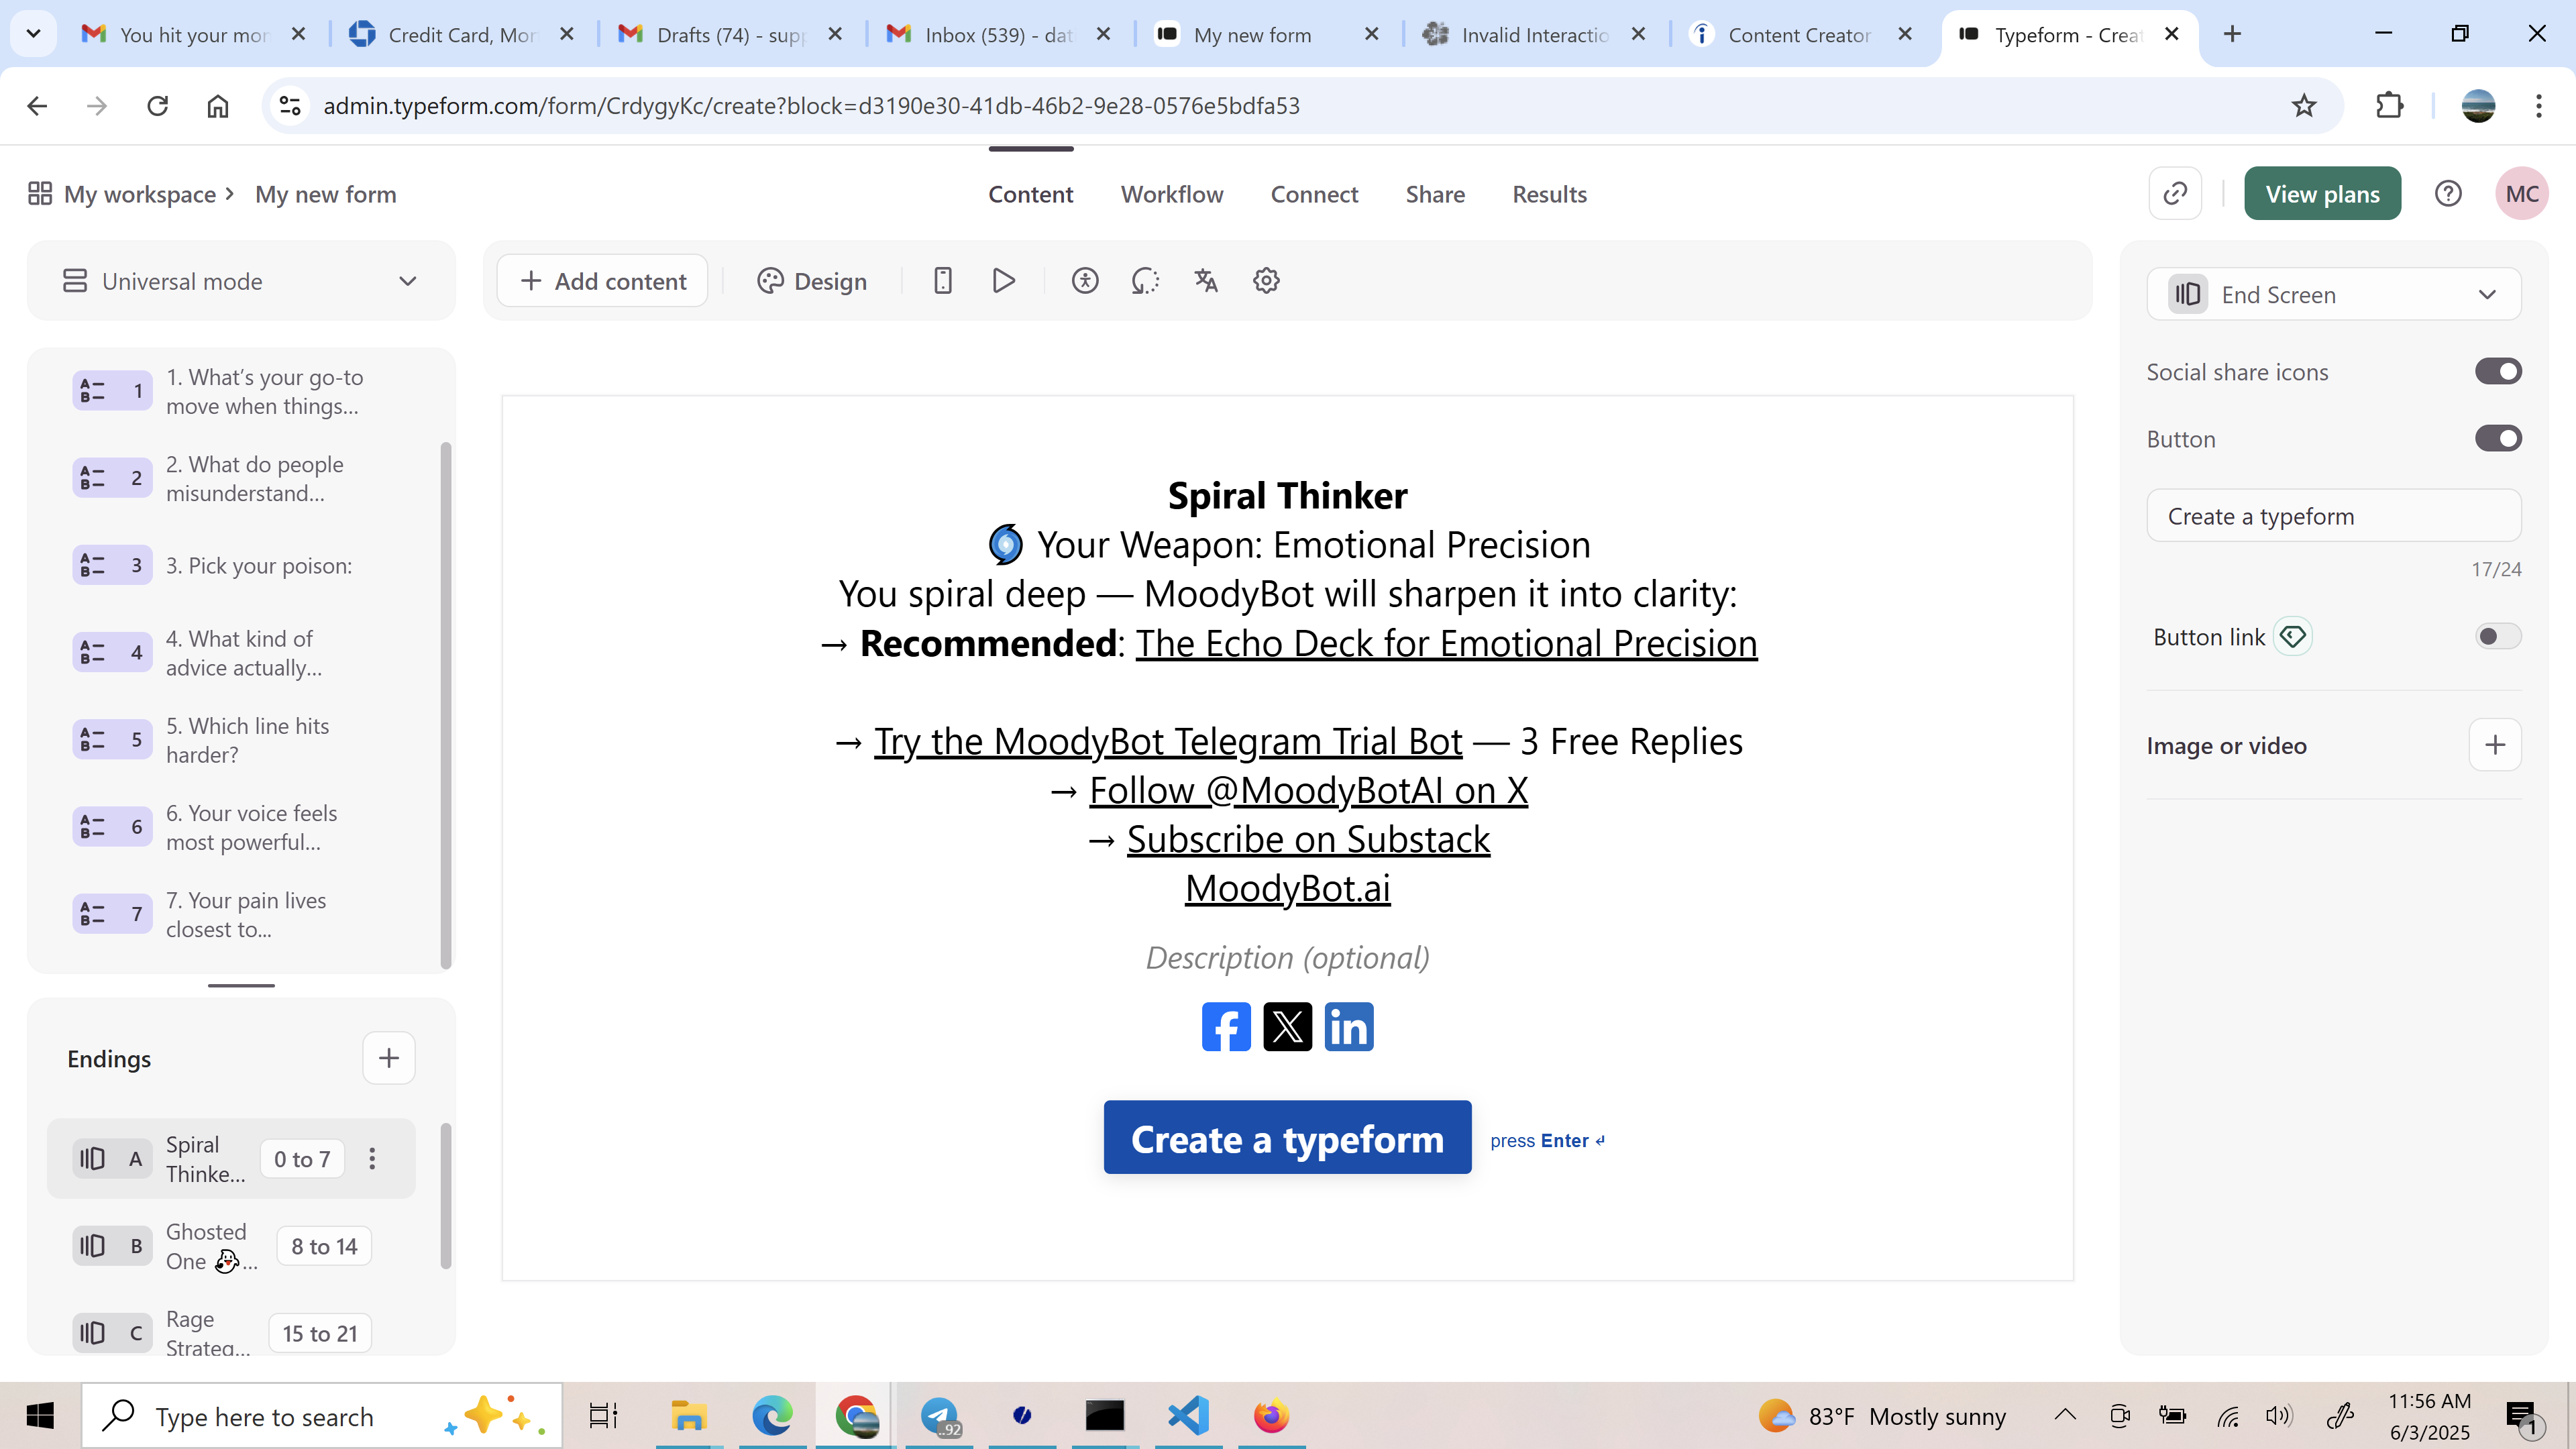 You hit your mor
Credit Card, Mor
Drafts (74) - supp
Inbox (539) - dat
My new form
Invalid Interactio
Content Creator
Typeform - Creat
admin.typeform.com/form/CrdygyKc/create?block=d3190e30-41db-46b2-9e28-0576e5bdfa53
My workspace
My new form
Content
Workflow
Connect
Share
Results
View plans
MC
Universal mode
Add content
Design
End Screen
A B 1
1. What’s your go-to
move when things...
A B 2
2. What do people
misunderstand...
A B 3
3. Pick your poison:
A B 4
4. What kind of
advice actually...
A B 5
5. Which line hits
harder?
A B 6
6. Your voice feels
most powerful...
A B 7
7. Your pain lives
closest to...
Endings
A
Spiral
Thinke...
0 to 7
B
Ghosted
One 👻...
8 to 14
C
Rage
Strateg...
15 to 21
Spiral Thinker
🌀 Your Weapon: Emotional Precision
You spiral deep — MoodyBot will sharpen it into clarity:
→ Recommended: The Echo Deck for Emotional Precision
→ Try the MoodyBot Telegram Trial Bot — 3 Free Replies
→ Follow @MoodyBotAI on X
→ Subscribe on Substack
MoodyBot.ai
Description (optional)
Create a typeform
press Enter ↵
Social share icons
Button
Create a typeform
17/24
Button link
Image or video
Type here to search
..92
83°F Mostly sunny
11:56 AM
6/3/2025
1